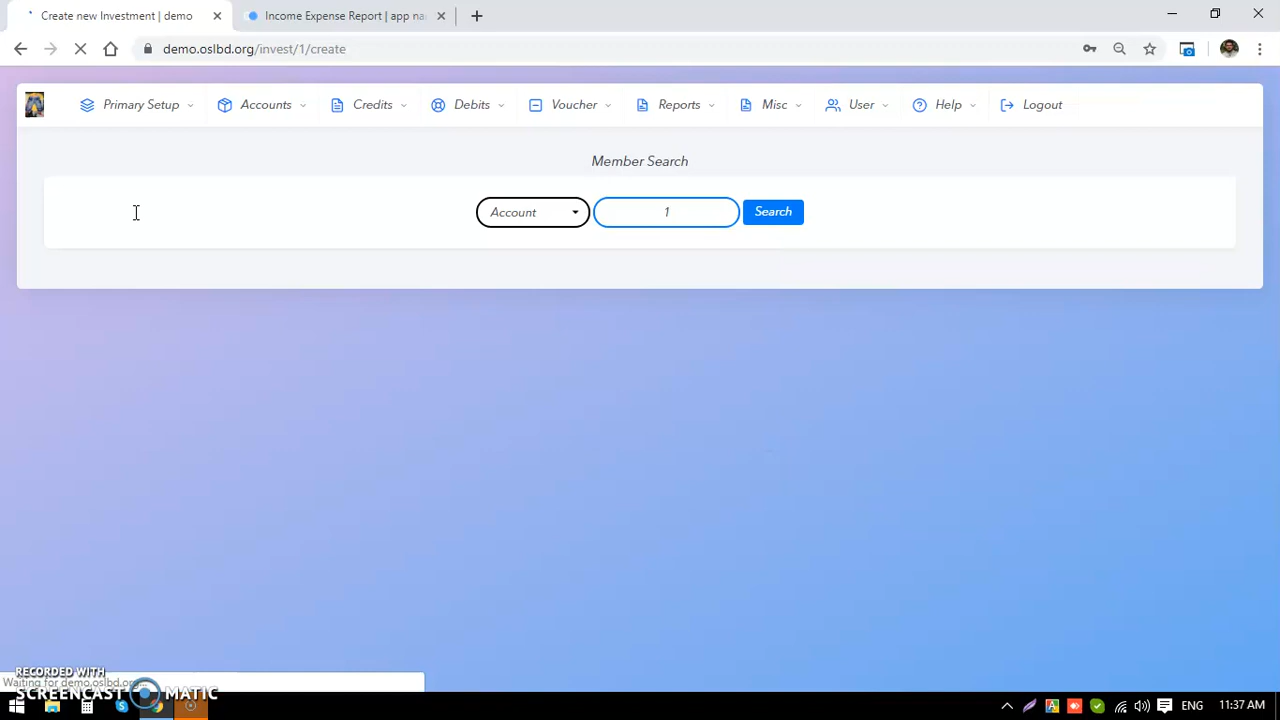 Create new Investment | demo
Income Expense Report | app na
demo.oslbd.org/invest/1/create
Primary Setup
Accounts
Credits
Debits
Voucher
Reports
Misc
User
Help
Logout
Member Search
Account
1
Search
RECORDED WITH
Waiting for demo.oslbd.org...
SCREENCAST MATIC
ENG
11:37 AM